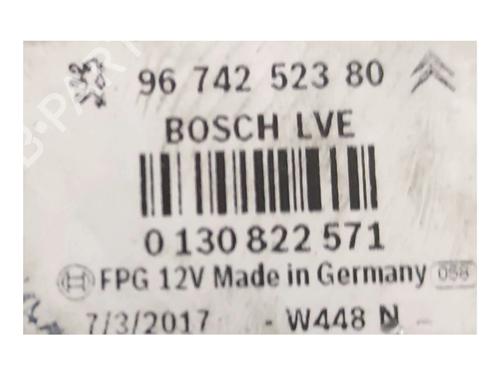 96 742 523 80
BOSCH LVE
0 130 822 571
FPG 12V Made in Germany 058
7/3/2017 - W448 N -